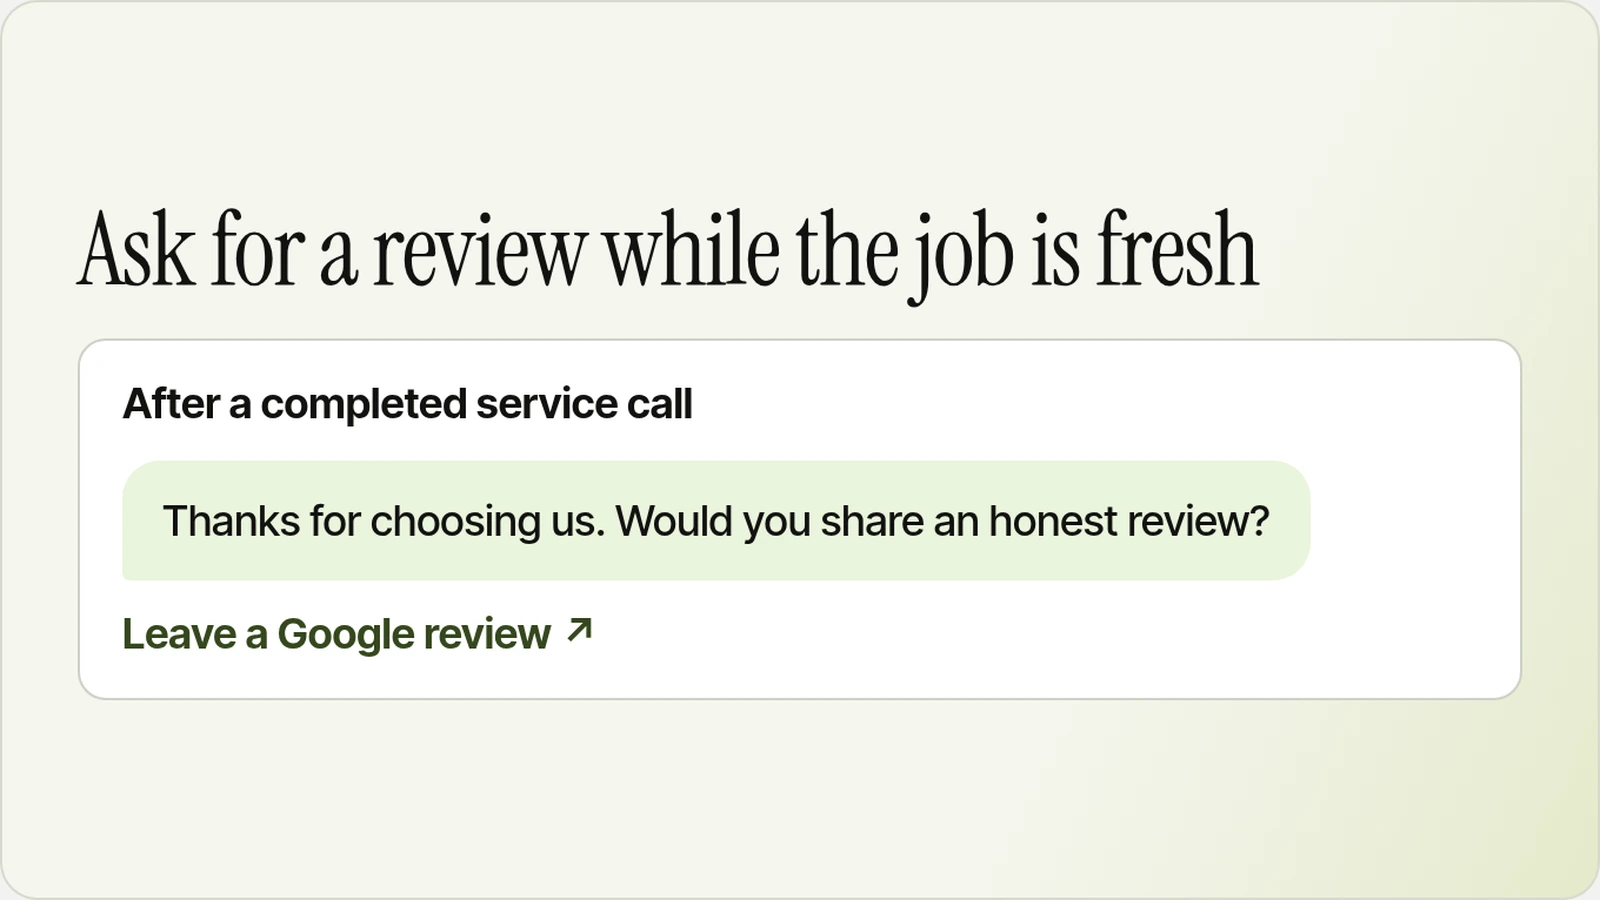 Ask for a review while the job is fresh
After a completed service call
Thanks for choosing us. Would you share an honest review?
Leave a Google review ↗